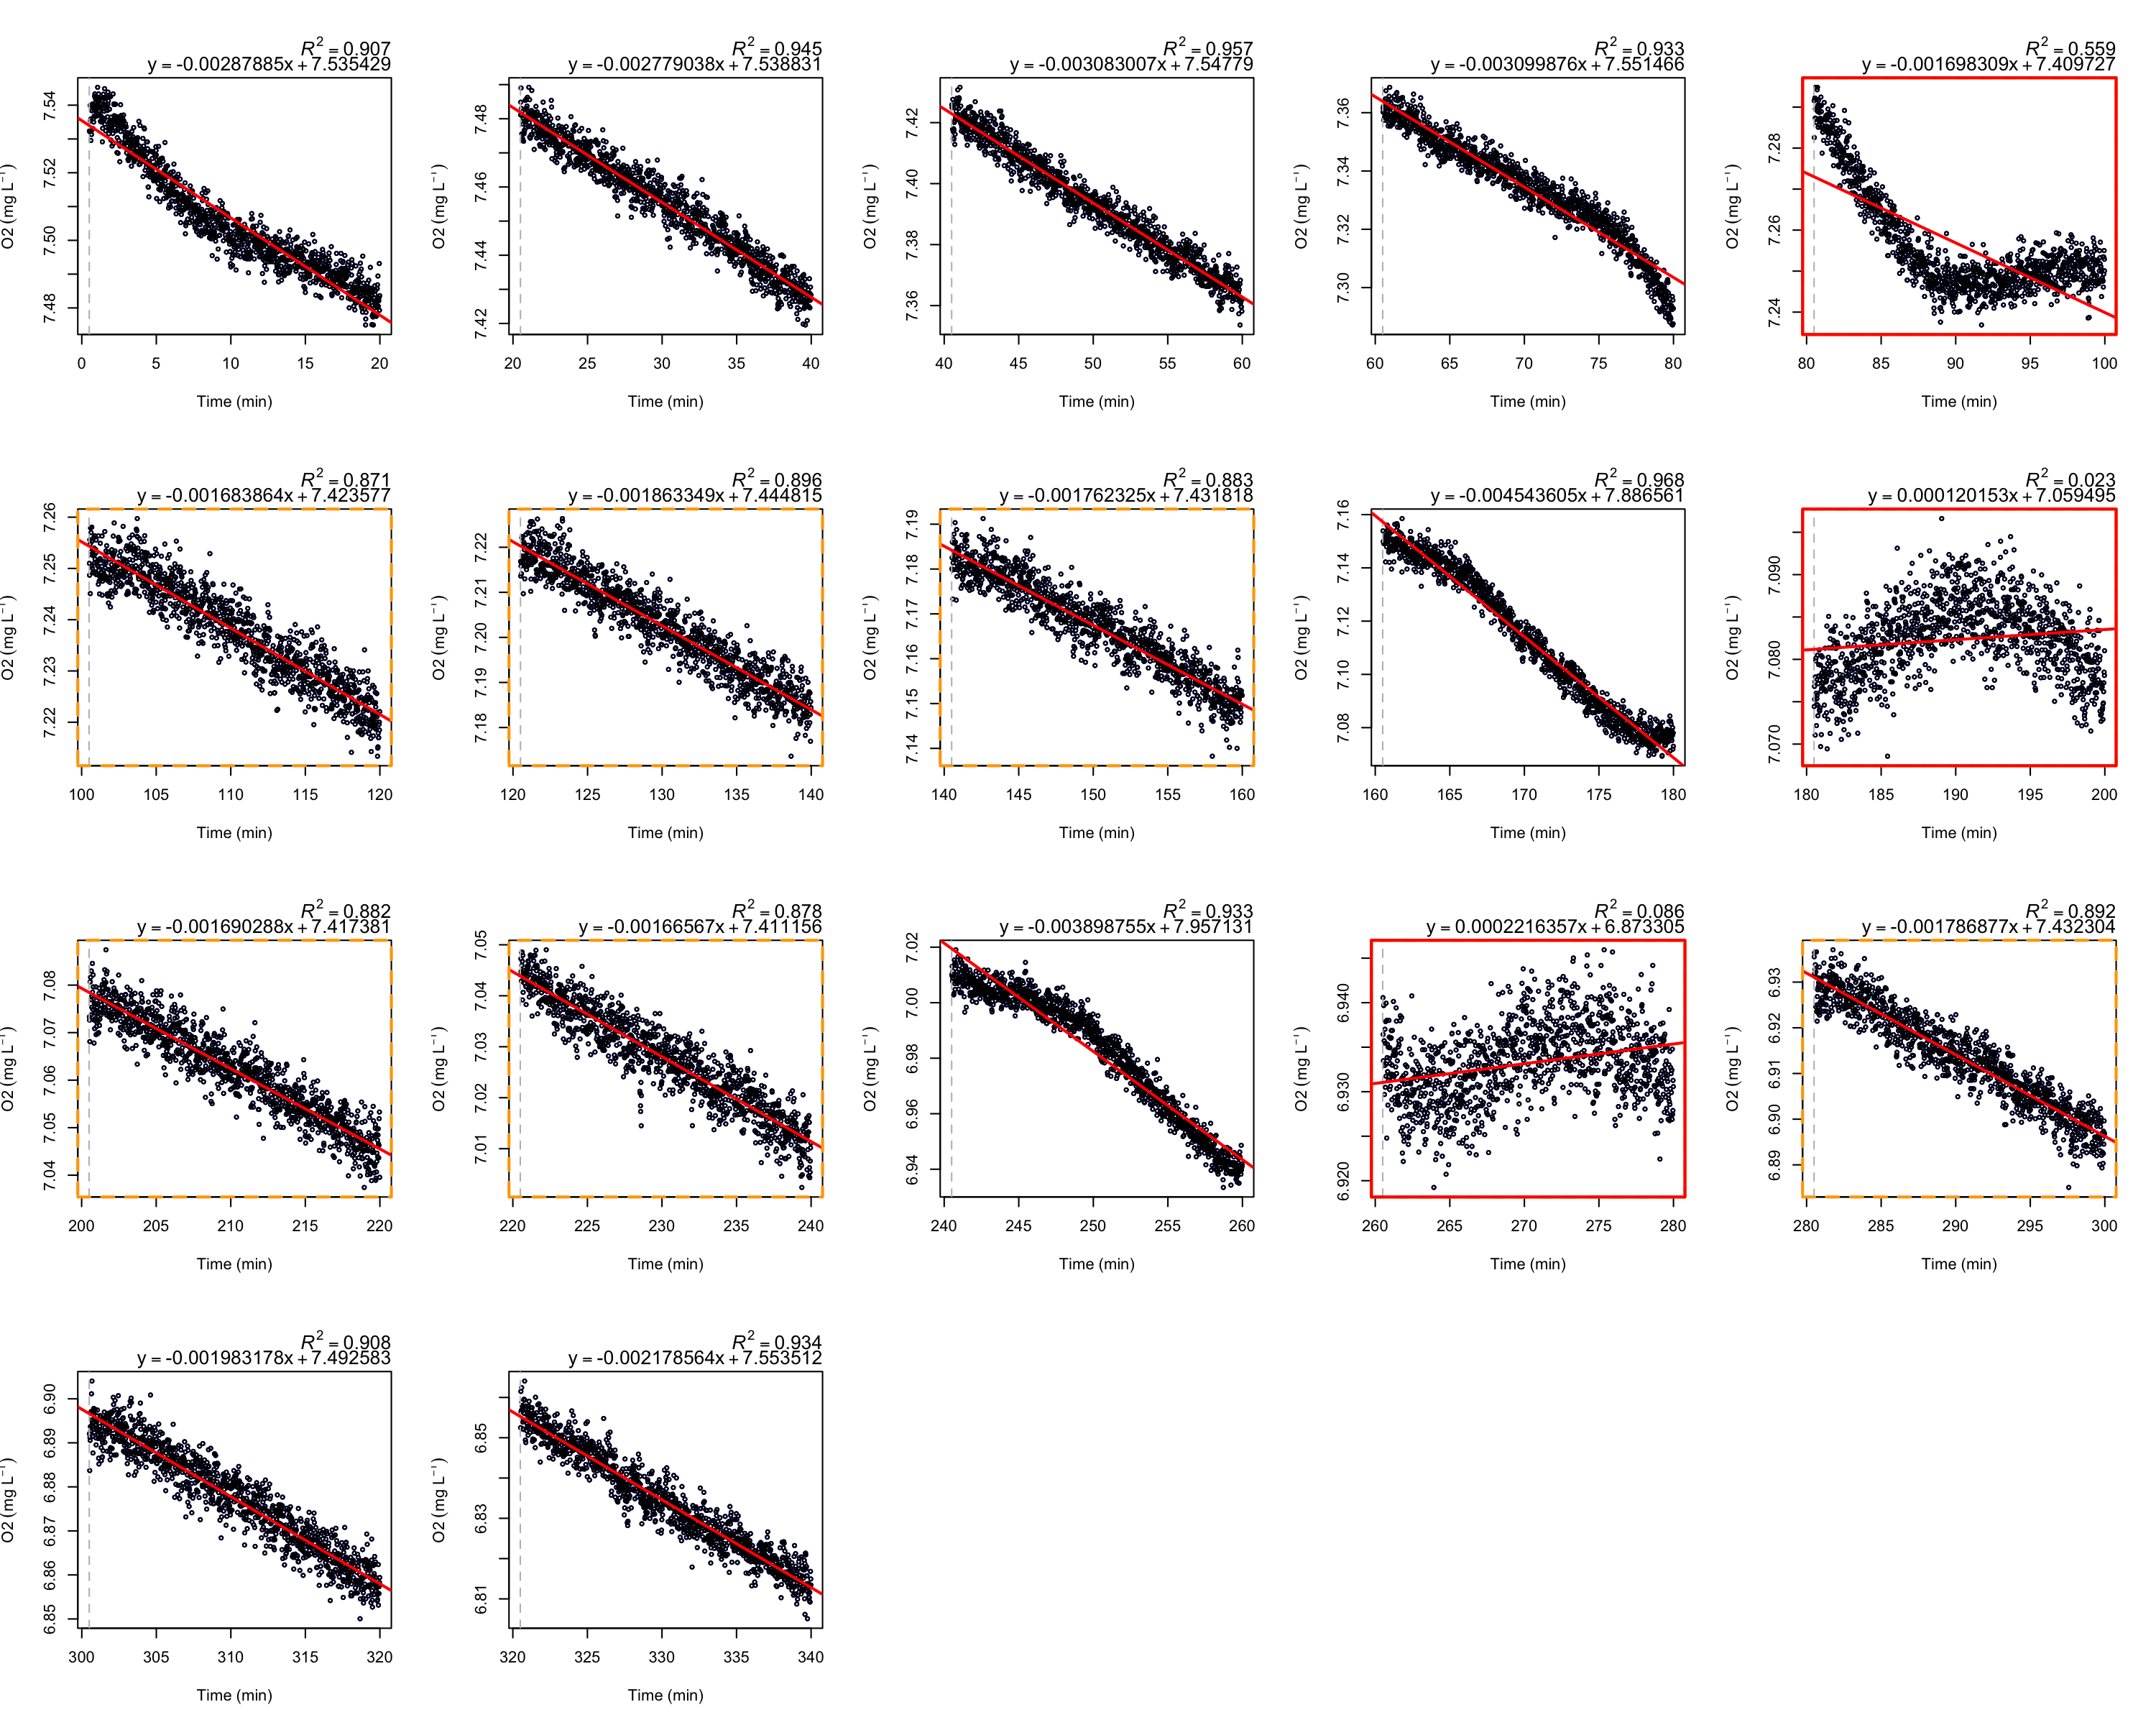 R² = 0.907
y = -0.00287885x + 7.535429
O2 (mg L⁻¹)
7.54
7.52
7.50
7.48
0 5 10 15 20
Time (min)
R² = 0.945
y = -0.002779038x + 7.538831
O2 (mg L⁻¹)
7.48
7.46
7.44
7.42
20 25 30 35 40
Time (min)
R² = 0.957
y = -0.003083007x + 7.54779
O2 (mg L⁻¹)
7.42
7.40
7.38
7.36
40 45 50 55 60
Time (min)
R² = 0.933
y = -0.003099876x + 7.551466
O2 (mg L⁻¹)
7.36
7.34
7.32
7.30
60 65 70 75 80
Time (min)
R² = 0.559
y = -0.001698309x + 7.409727
O2 (mg L⁻¹)
7.28
7.26
7.24
80 85 90 95 100
Time (min)
R² = 0.871
y = -0.001683864x + 7.423577
O2 (mg L⁻¹)
7.26
7.25
7.24
7.23
7.22
100 105 110 115 120
Time (min)
R² = 0.896
y = -0.001863349x + 7.444815
O2 (mg L⁻¹)
7.22
7.21
7.20
7.19
7.18
120 125 130 135 140
Time (min)
R² = 0.883
y = -0.001762325x + 7.431818
O2 (mg L⁻¹)
7.19
7.18
7.17
7.16
7.15
7.14
140 145 150 155 160
Time (min)
R² = 0.968
y = -0.004543605x + 7.886561
O2 (mg L⁻¹)
7.16
7.14
7.12
7.10
7.08
160 165 170 175 180
Time (min)
R² = 0.023
y = 0.000120153x + 7.059495
O2 (mg L⁻¹)
7.090
7.080
7.070
180 185 190 195 200
Time (min)
R² = 0.882
y = -0.001690288x + 7.417381
O2 (mg L⁻¹)
7.08
7.07
7.06
7.05
7.04
200 205 210 215 220
Time (min)
R² = 0.878
y = -0.00166567x + 7.411156
O2 (mg L⁻¹)
7.05
7.04
7.03
7.02
7.01
220 225 230 235 240
Time (min)
R² = 0.933
y = -0.003898755x + 7.957131
O2 (mg L⁻¹)
7.02
7.00
6.98
6.96
6.94
240 245 250 255 260
Time (min)
R² = 0.086
y = 0.0002216357x + 6.873305
O2 (mg L⁻¹)
6.940
6.930
6.920
260 265 270 275 280
Time (min)
R² = 0.892
y = -0.001786877x + 7.432304
O2 (mg L⁻¹)
6.93
6.92
6.91
6.90
6.89
280 285 290 295 300
Time (min)
R² = 0.908
y = -0.001983178x + 7.492583
O2 (mg L⁻¹)
6.90
6.89
6.88
6.87
6.86
6.85
300 305 310 315 320
Time (min)
R² = 0.934
y = -0.002178564x + 7.553512
O2 (mg L⁻¹)
6.85
6.83
6.81
320 325 330 335 340
Time (min)